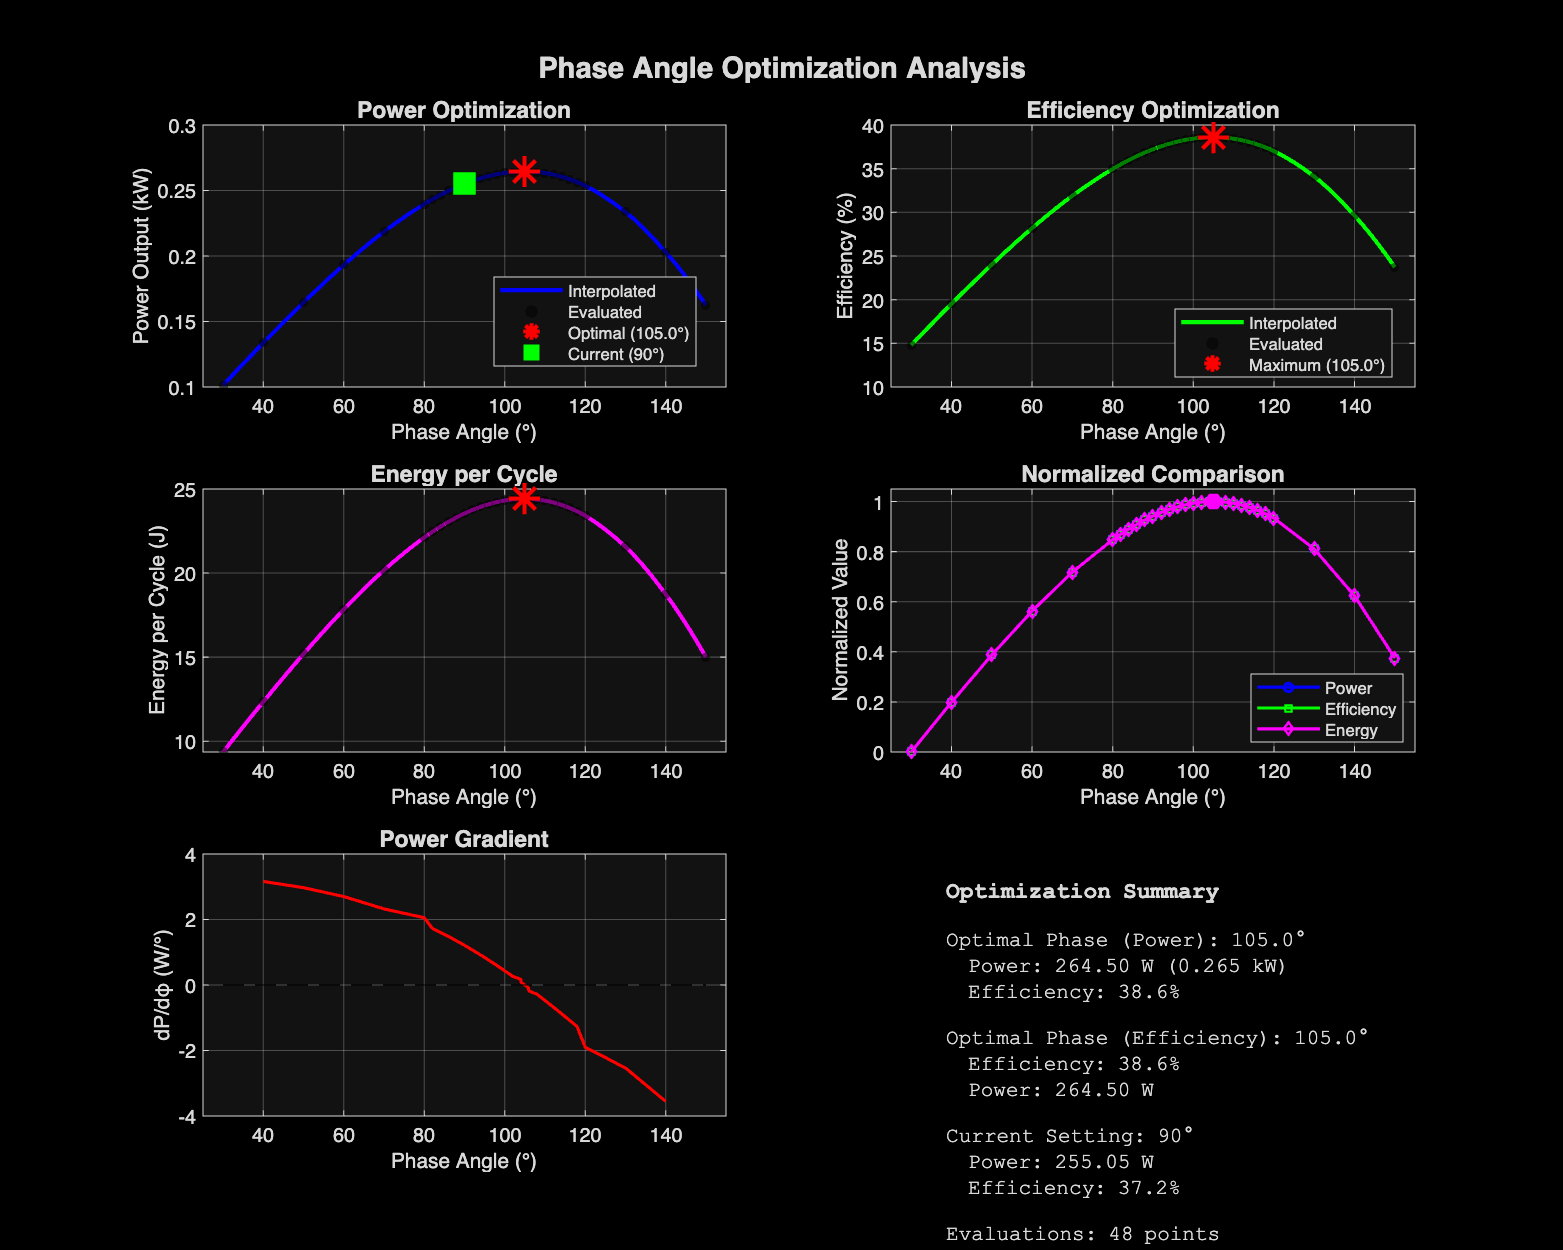 Phase Angle Optimization Analysis
Power Optimization
Power Output (kW)
0.3
0.25
0.2
0.15
0.1
40 60 80 100 120 140
Phase Angle (°)
Interpolated
Evaluated
Optimal (105.0°)
Current (90°)
Efficiency Optimization
Efficiency (%)
40
35
30
25
20
15
10
40 60 80 100 120 140
Phase Angle (°)
Interpolated
Evaluated
Maximum (105.0°)
Energy per Cycle
Energy per Cycle (J)
25
20
15
10
40 60 80 100 120 140
Phase Angle (°)
Normalized Comparison
Normalized Value
1
0.8
0.6
0.4
0.2
0
40 60 80 100 120 140
Phase Angle (°)
Power
Efficiency
Energy
Power Gradient
dP/dϕ (W/°)
4
2
0
-2
-4
40 60 80 100 120 140
Phase Angle (°)
Optimization Summary
Optimal Phase (Power): 105.0°
Power: 264.50 W (0.265 kW)
Efficiency: 38.6%
Optimal Phase (Efficiency): 105.0°
Efficiency: 38.6%
Power: 264.50 W
Current Setting: 90°
Power: 255.05 W
Efficiency: 37.2%
Evaluations: 48 points